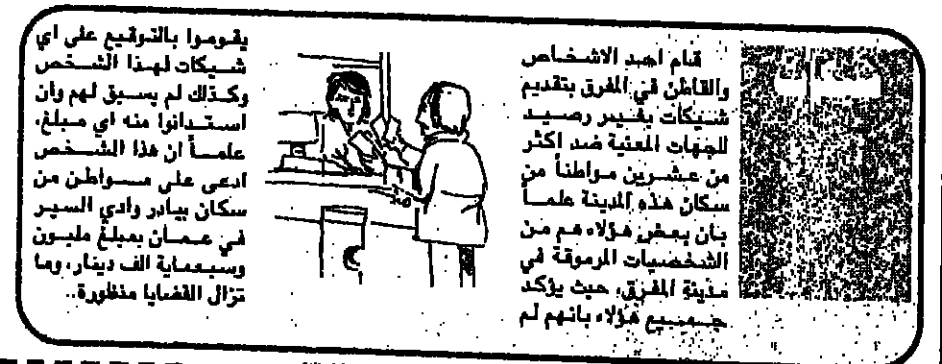 قام احد الاشخاص
والقاطن في المفرق بتقديم
شيكات بغير رصيد
للجهات المعنية ضد اكثر
من عشرين مواطناً من
سكان هذه المدينة علماً
بان بعض هؤلاء هم من
الشخصيات المرموقة في
مدينة المفرق، حيث يؤكد
جميع هؤلاء بانهم لم
يقوموا بالتوقيع على اي
شيكات لهذا الشخص
وكذلك لم يسبق لهم وان
استدانوا منه اي مبلغ،
علماً ان هذا الشخص
ادعى على مواطن من
سكان بيادر وادي السير
في عمان بمبلغ مليون
وسبعماية الف دينار، وما
تزال القضايا منظورة..